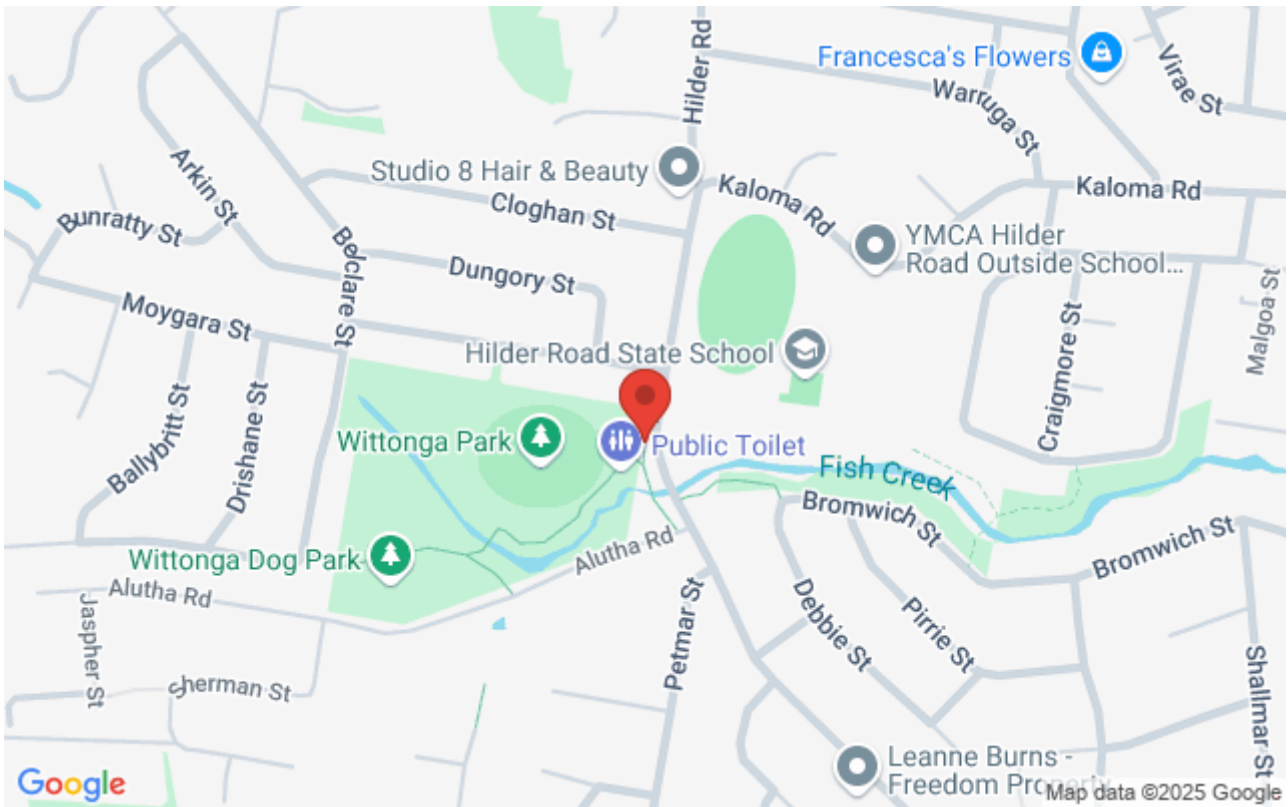 Hilder Rd
Francesca's Flowers
Virae St
Warruga St
Studio 8 Hair & Beauty
Arkin St
Kaloma Rd
Kaloma Rd
Cloghan St
Bunratty St
YMCA Hilder
Road Outside School...
Belclare St
Dungory St
Malgoa St
Moygara St
Craigmore St
Hilder Road State School
Ballybritt St
Drishane St
Wittonga Park
Public Toilet
Fish Creek
Bromwich St
Bromwich St
Wittonga Dog Park
Alutha Rd
Alutha Rd
Jaspher St
Petmar St
Debbie St
Pirrie St
Sherman St
Shallmar St
Leanne Burns -
Freedom Property
Google
Map data ©2025 Google